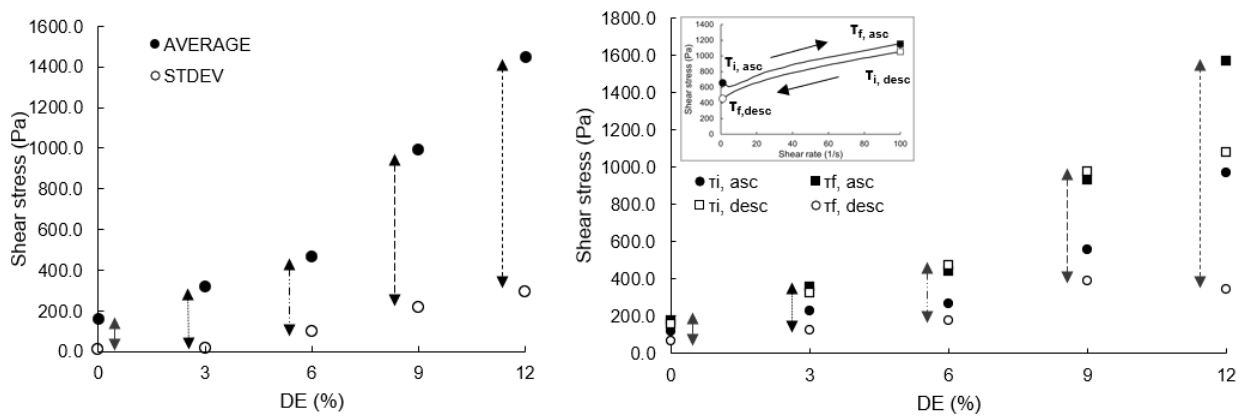 1600.0
1400.0
1200.0
1000.0
800.0
600.0
400.0
200.0
0.0
Shear stress (Pa)
AVERAGE
STDEV
0 3 6 9 12
DE (%)
1800.0
1600.0
1400.0
1200.0
1000.0
800.0
600.0
400.0
200.0
0.0
Shear stress (Pa)
1400
1200
1000
800
600
400
200
0
Shear stress (Pa)
τf, asc
τi, asc
τi, desc
τf,desc
0 20 40 60 80 100
Shear rate (1/s)
τi, asc τf, asc
τi, desc τf, desc
0 3 6 9 12
DE (%)